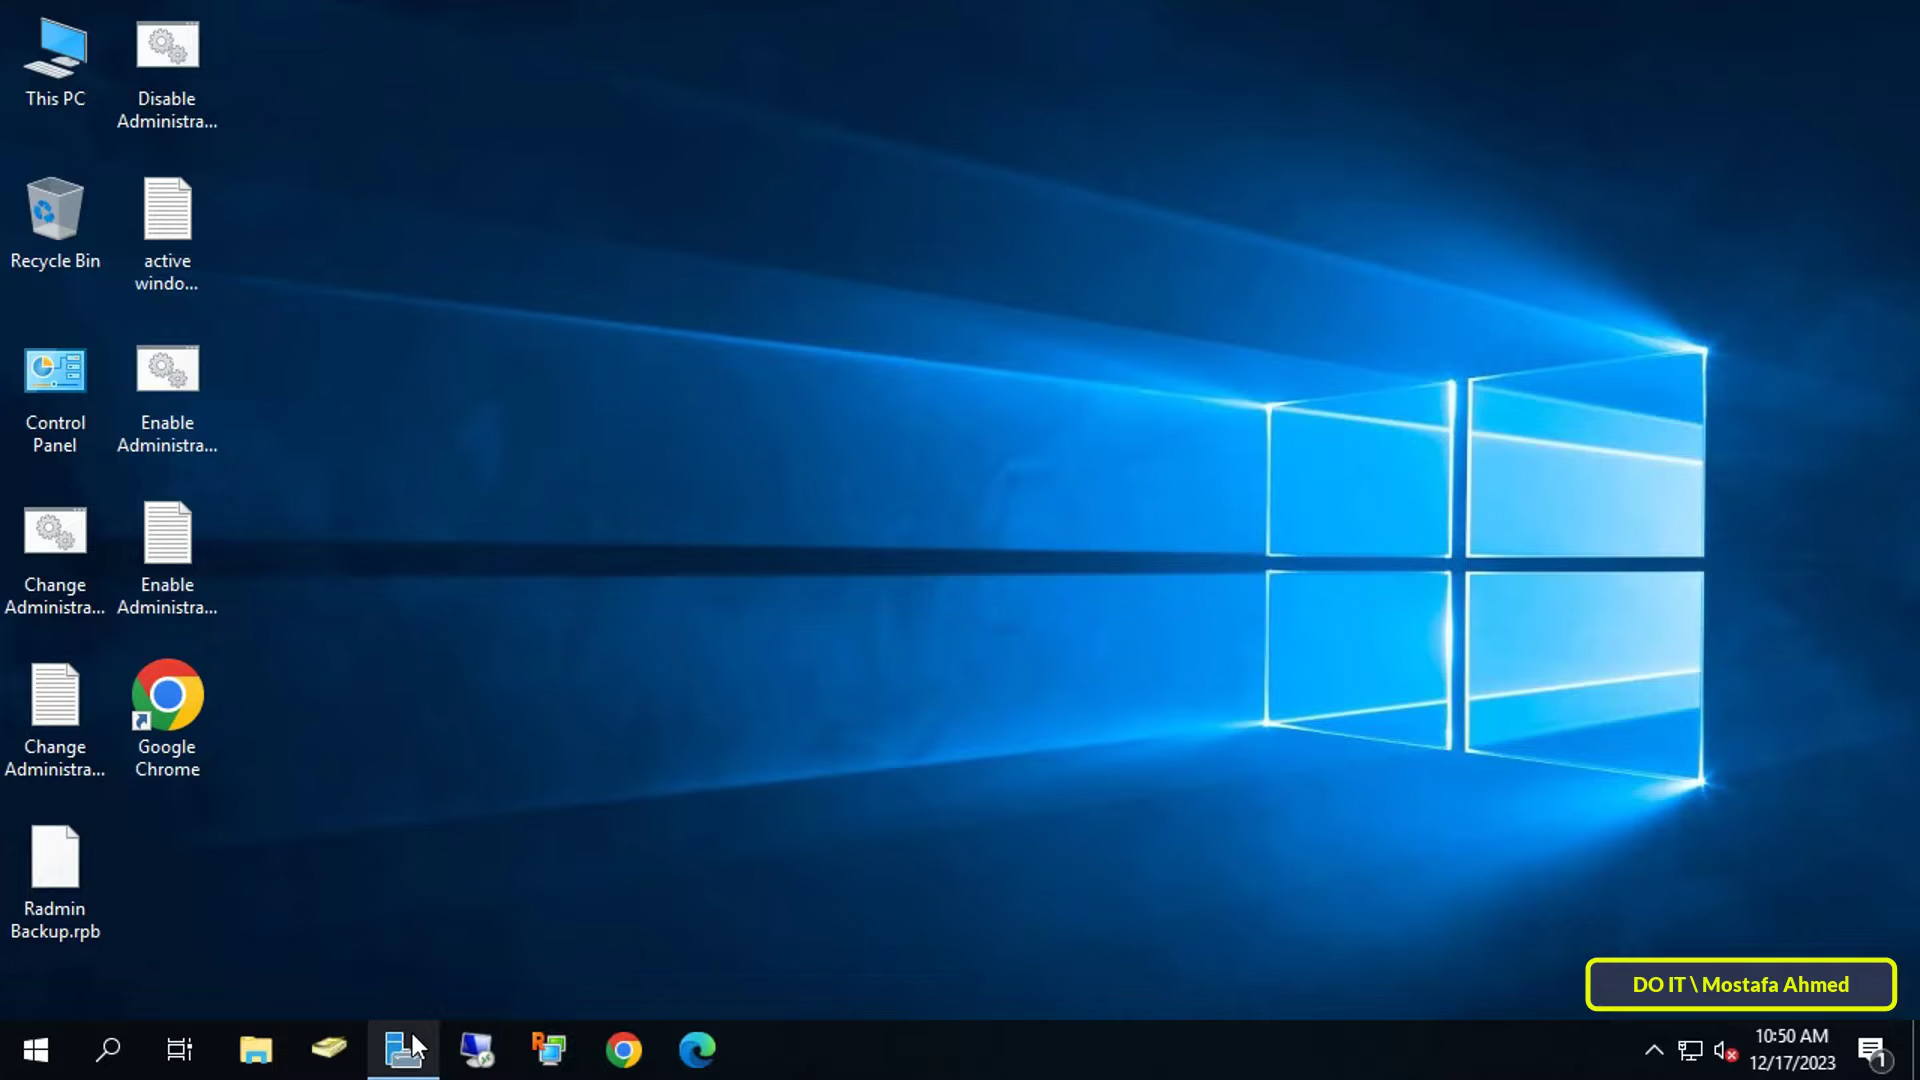 This PC
Disable
Administra...
Recycle Bin
active
windo...
Control
Panel
Enable
Administra...
Change
Administra...
Enable
Administra...
Change
Administra...
Google
Chrome
Radmin
Backup.rpb
DO IT \ Mostafa Ahmed
R
10:50 AM
12/17/2023
1